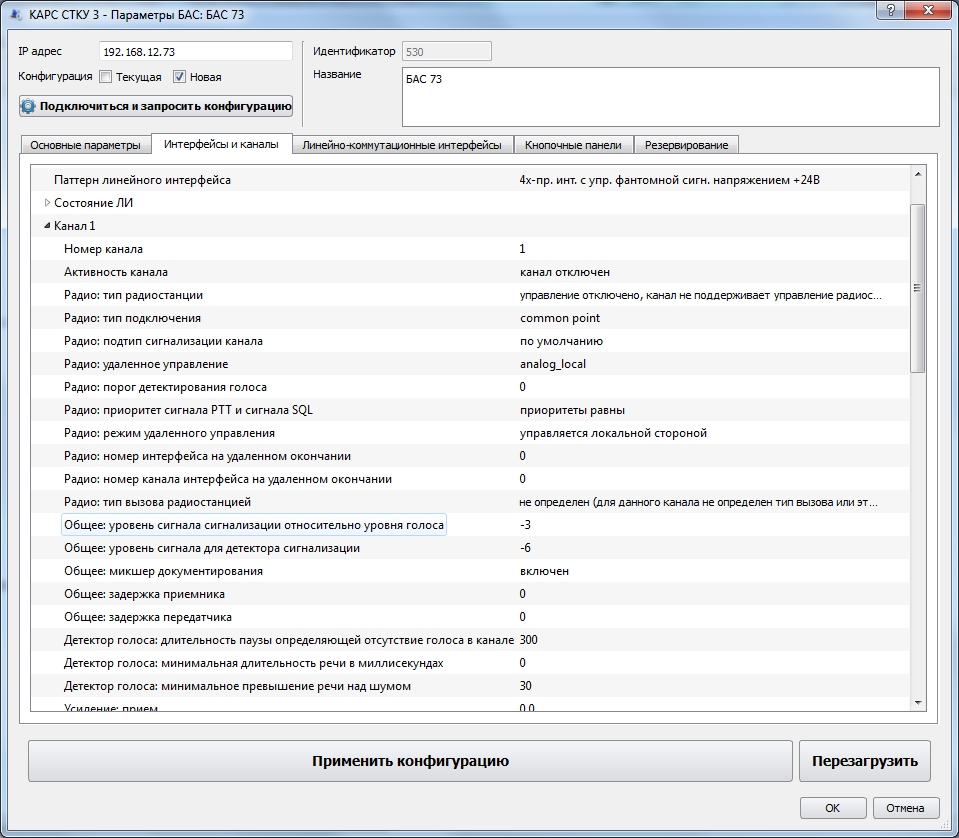 КАРС СТКУ 3 - Параметры БАС: БАС 73
IP адрес 192.168.12.73 Идентификатор 530
Конфигурация Текущая Новая Название БАС 73
Подключиться и запросить конфигурацию
Основные параметры Интерфейсы и каналы Линейно-коммутационные интерфейсы Кнопочные панели Резервирование
Паттерн линейного интерфейса 4х-пр. инт. с упр. фантомной сигн. напряжением +24В
Состояние ЛИ
Канал 1
Номер канала 1
Активность канала канал отключен
Радио: тип радиостанции управление отключено, канал не поддерживает управление радиос...
Радио: тип подключения common point
Радио: подтип сигнализации канала по умолчанию
Радио: удаленное управление analog_local
Радио: порог детектирования голоса 0
Радио: приоритет сигнала PTT и сигнала SQL приоритеты равны
Радио: режим удаленного управления управляется локальной стороной
Радио: номер интерфейса на удаленном окончании 0
Радио: номер канала интерфейса на удаленном окончании 0
Радио: тип вызова радиостанцией не определен (для данного канала не определен тип вызова или эт...
Общее: уровень сигнала сигнализации относительно уровня голоса -3
Общее: уровень сигнала для детектора сигнализации -6
Общее: микшер документирования включен
Общее: задержка приемника 0
Общее: задержка передатчика 0
Детектор голоса: длительность паузы определяющей отсутствие голоса в канале 300
Детектор голоса: минимальная длительность речи в миллисекундах 0
Детектор голоса: минимальное превышение речи над шумом 30
Усиление: прием 0.0
Применить конфигурацию Перезагрузить
OK Отмена